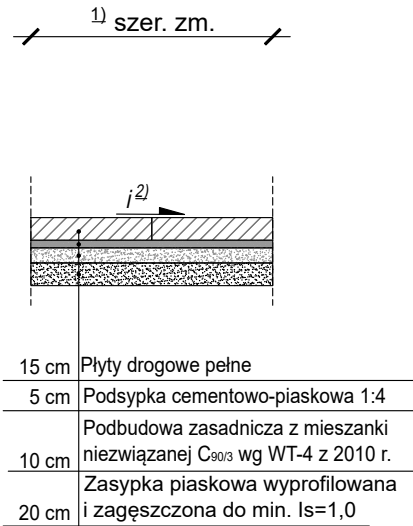 1) szer. zm.
i 2)
15 cm Płyty drogowe pełne
5 cm Podsypka cementowo-piaskowa 1:4
Podbudowa zasadnicza z mieszanki
10 cm niezwiązanej C90/3 wg WT-4 z 2010 r.
Zasypka piaskowa wyprofilowana
20 cm i zagęszczona do min. Is=1,0